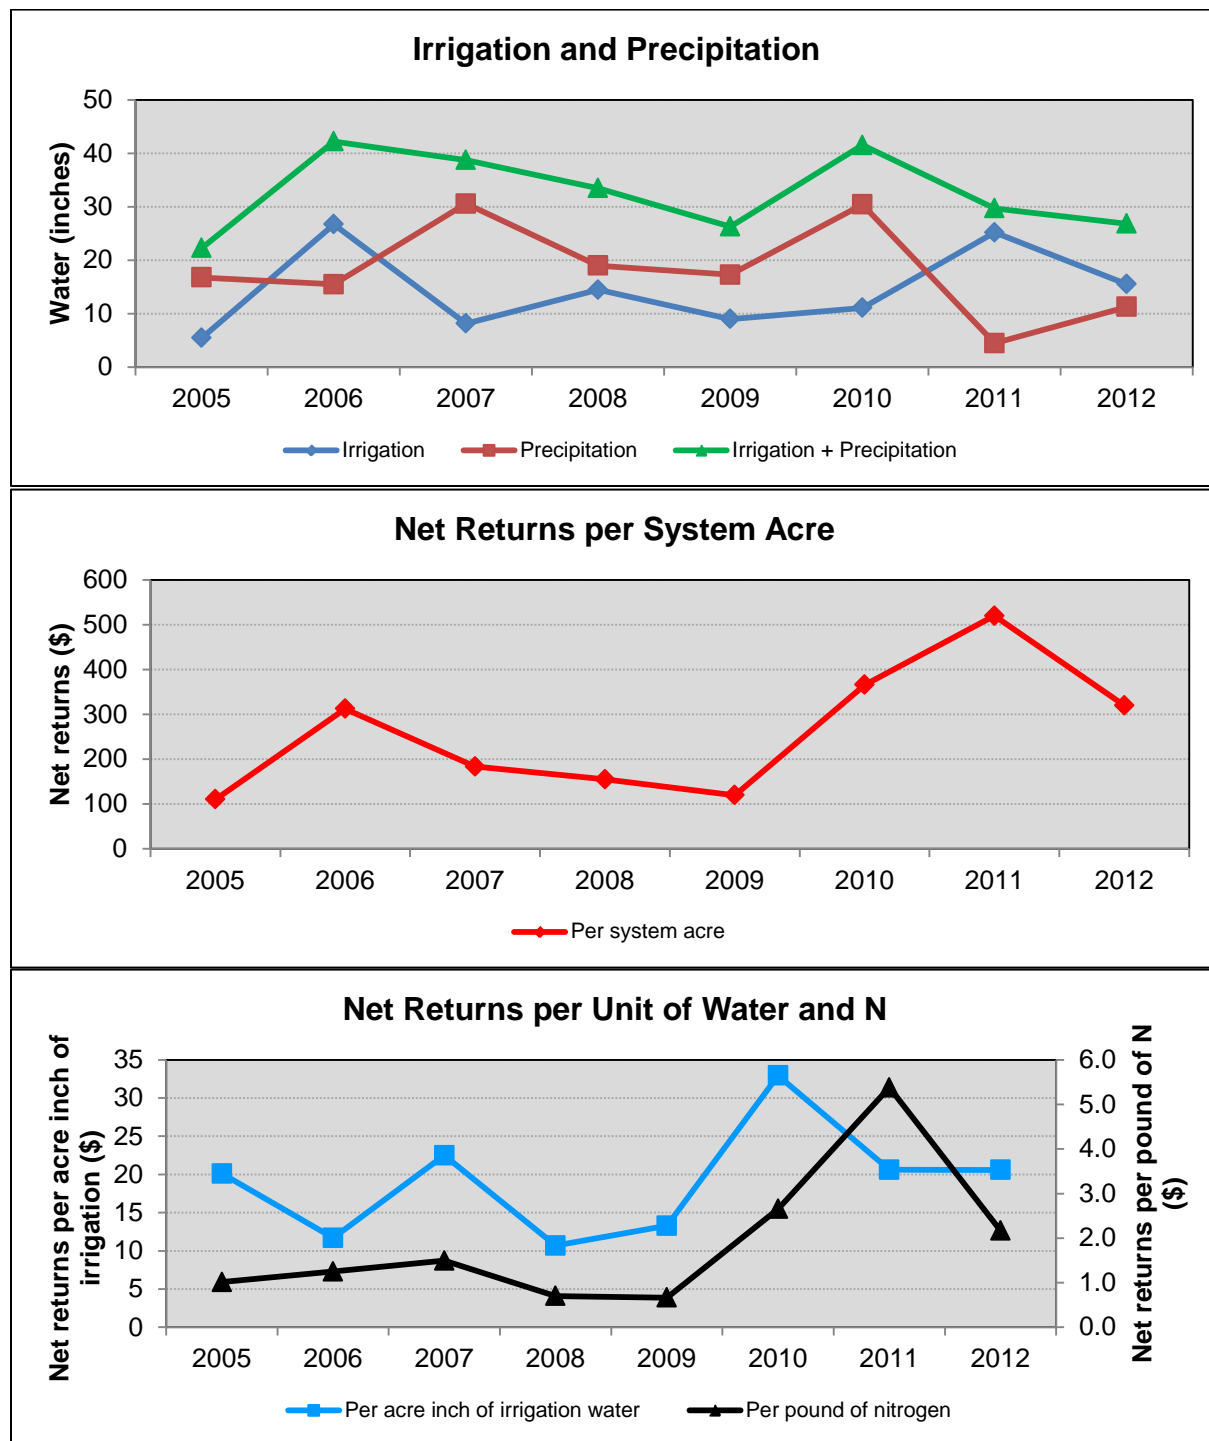 Irrigation and Precipitation
Water (inches)
50
40
30
20
10
0
2005 2006 2007 2008 2009 2010 2011 2012
Irrigation Precipitation Irrigation + Precipitation
Net Returns per System Acre
Net returns ($)
600
500
400
300
200
100
0
2005 2006 2007 2008 2009 2010 2011 2012
Per system acre
Net Returns per Unit of Water and N
Net returns per acre inch of
irrigation ($)
35
30
25
20
15
10
5
0
6.0
5.0
4.0
3.0
2.0
1.0
0.0
Net returns per pound of N
($)
2005 2006 2007 2008 2009 2010 2011 2012
Per acre inch of irrigation water Per pound of nitrogen